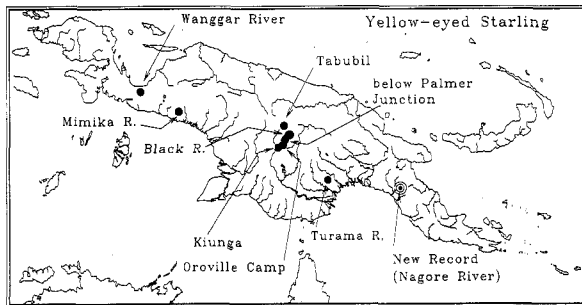 Wanggar River
Yellow-eyed Starling
Tabubil
below Palmer
Junction
Mimika R.
Black R.
Kiunga
Oroville Camp
Turama R.
New Record
(Nagore River)